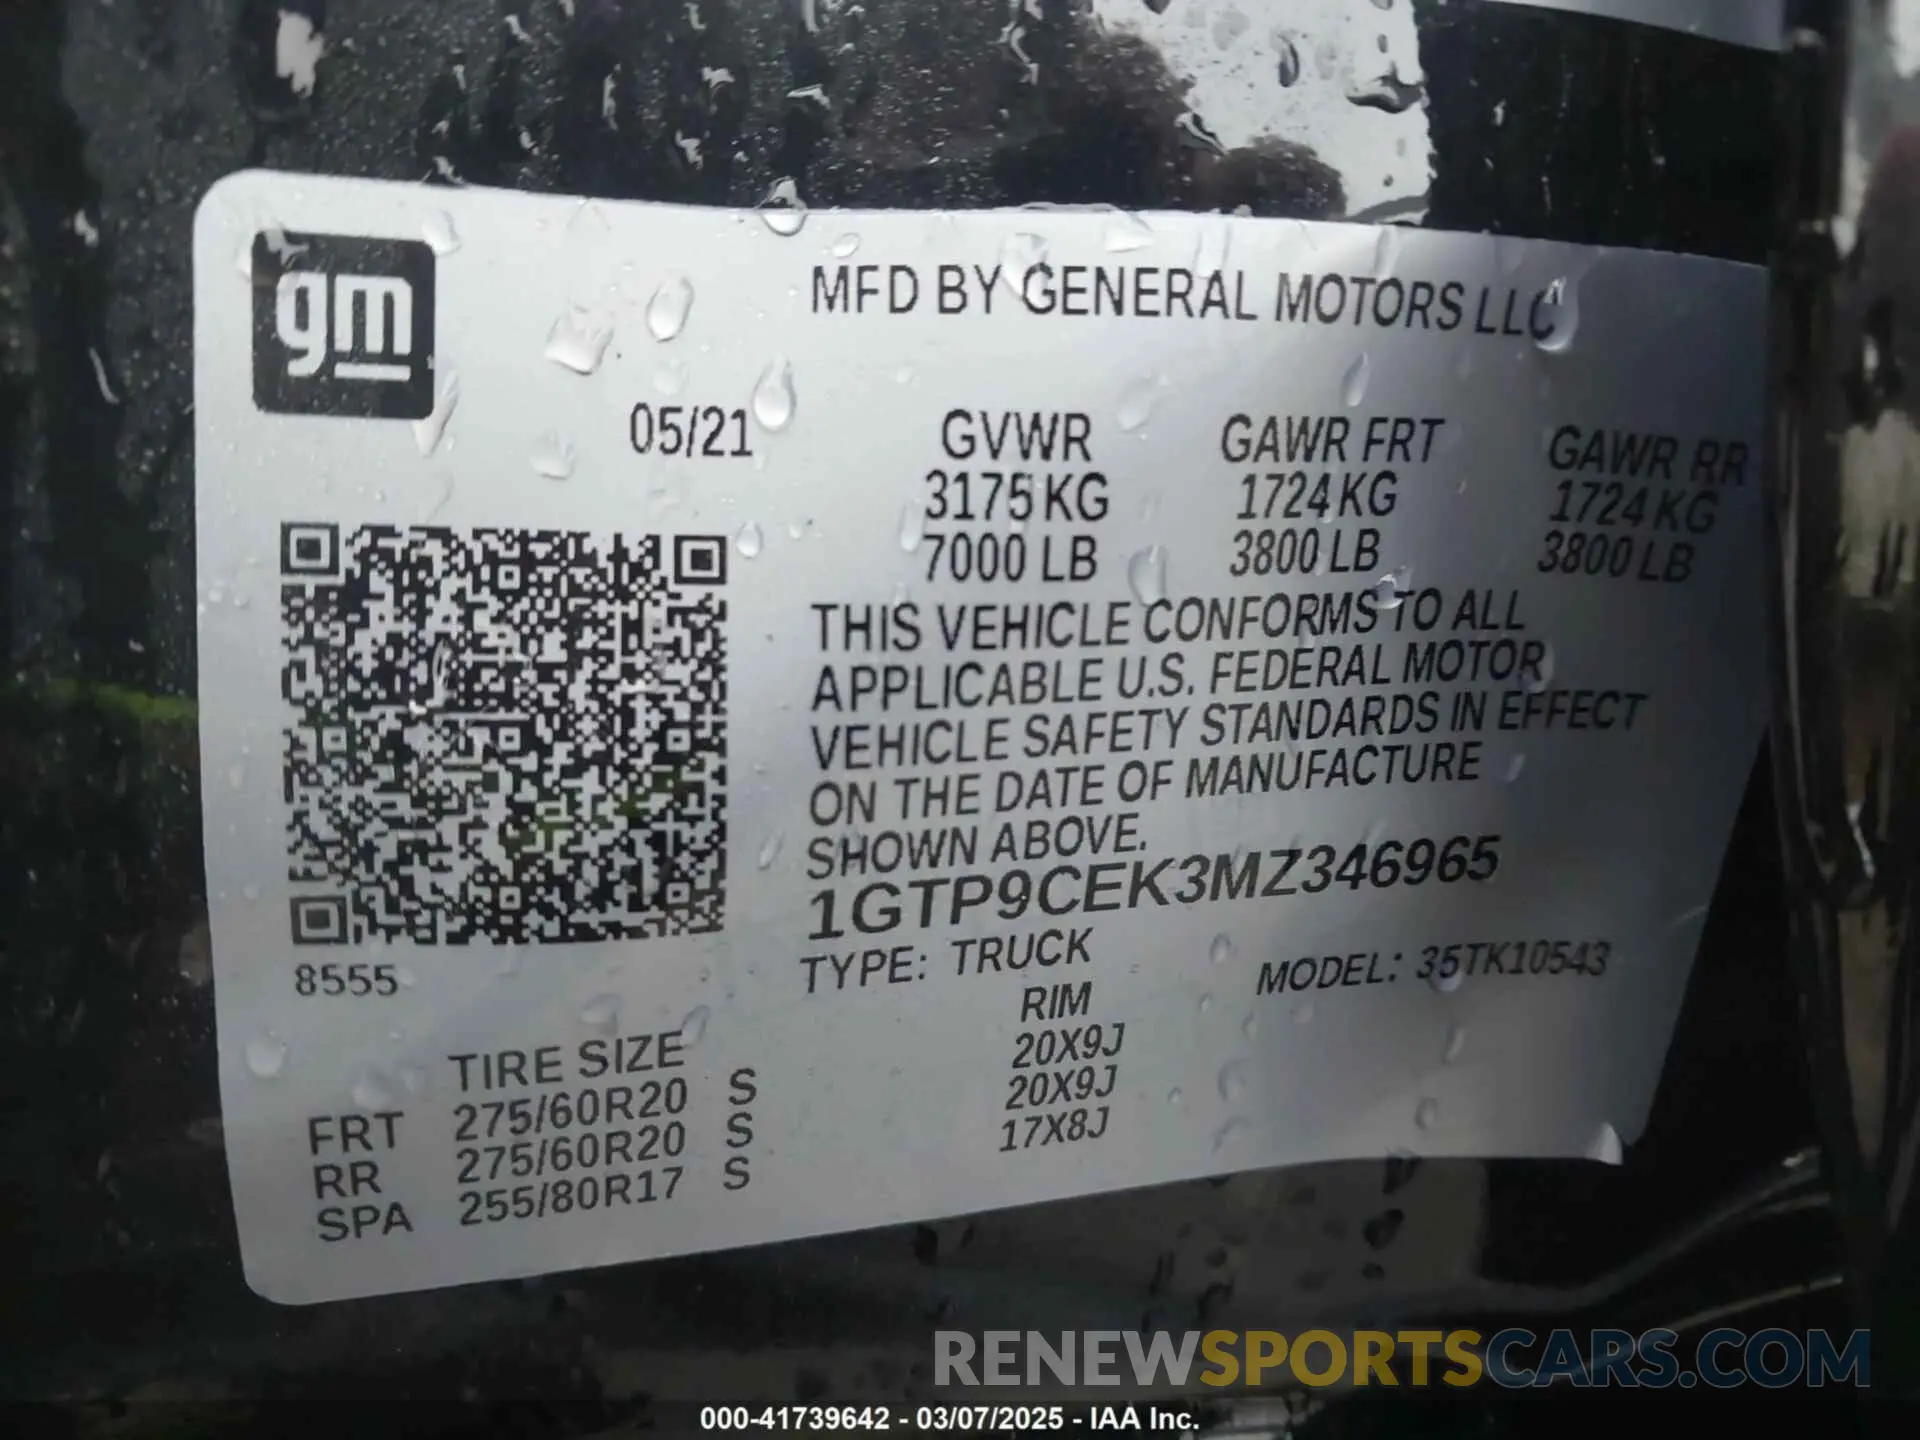 gm
MFD BY GENERAL MOTORS LLC
05/21
GVWR GAWR FRT GAWR RR
3175 KG 1724 KG 1724 KG
7000 LB 3800 LB 3800 LB
THIS VEHICLE CONFORMS TO ALL
APPLICABLE U.S. FEDERAL MOTOR
VEHICLE SAFETY STANDARDS IN EFFECT
ON THE DATE OF MANUFACTURE
SHOWN ABOVE.
1GTP9CEK3MZ346965
8555
TYPE: TRUCK MODEL: 35TK10543
TIRE SIZE RIM
FRT 275/60R20 S 20X9J
RR 275/60R20 S 20X9J
SPA 255/80R17 S 17X8J
RENEWSPORTSCARS.COM
000-41739642 - 03/07/2025 - IAA Inc.